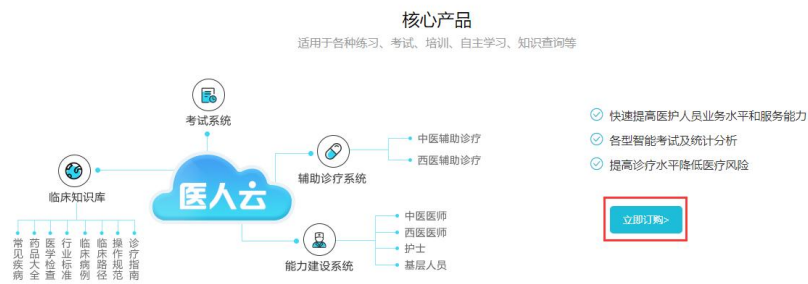 核心产品
适用于各种练习、考试、培训、自主学习、知识查询等
考试系统
中医辅助诊疗
西医辅助诊疗
辅助诊疗系统
临床知识库
医人云
常见疾病
药品大全
医学检查
行业标准
临床病例
临床路径
操作规范
诊疗指南
中医医师
西医医师
护士
基层人员
能力建设系统
快速提高医护人员业务水平和服务能力
各型智能考试及统计分析
提高诊疗水平降低医疗风险
立即订购>